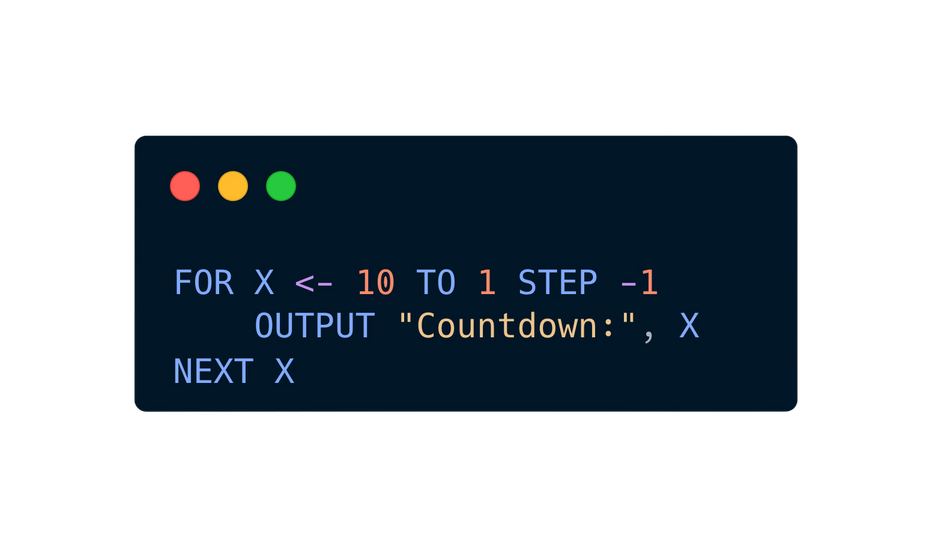 FOR X <- 10 TO 1 STEP -1
    OUTPUT "Countdown:", X
NEXT X